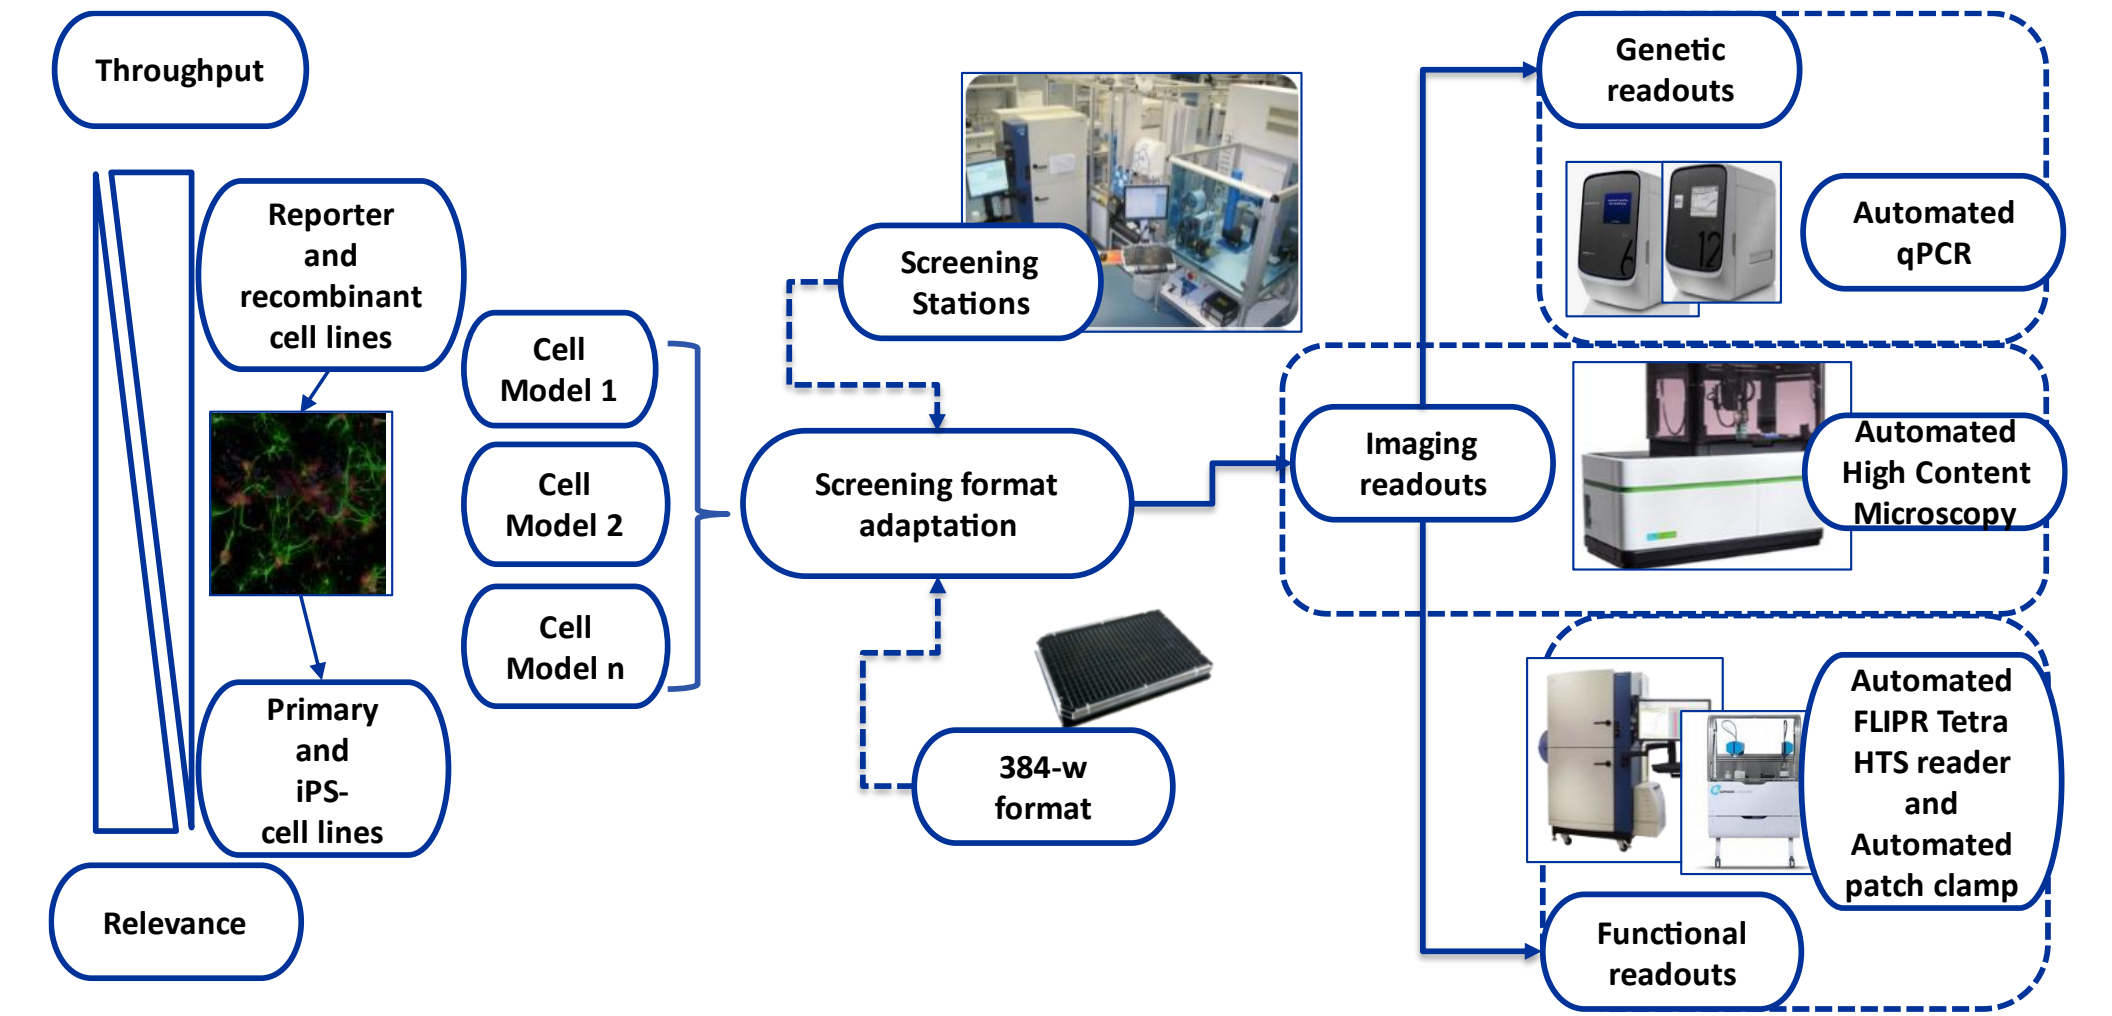 Throughput
Reporter
and
recombinant
cell lines
Primary
and
iPS-
cell lines
Relevance
Cell
Model 1
Cell
Model 2
Cell
Model n
Screening
Stations
Screening format
adaptation
384-w
format
Imaging
readouts
Genetic
readouts
6
12
Automated
qPCR
Automated
High Content
Microscopy
Automated
FLIPR Tetra
HTS reader
and
Automated
patch clamp
Functional
readouts